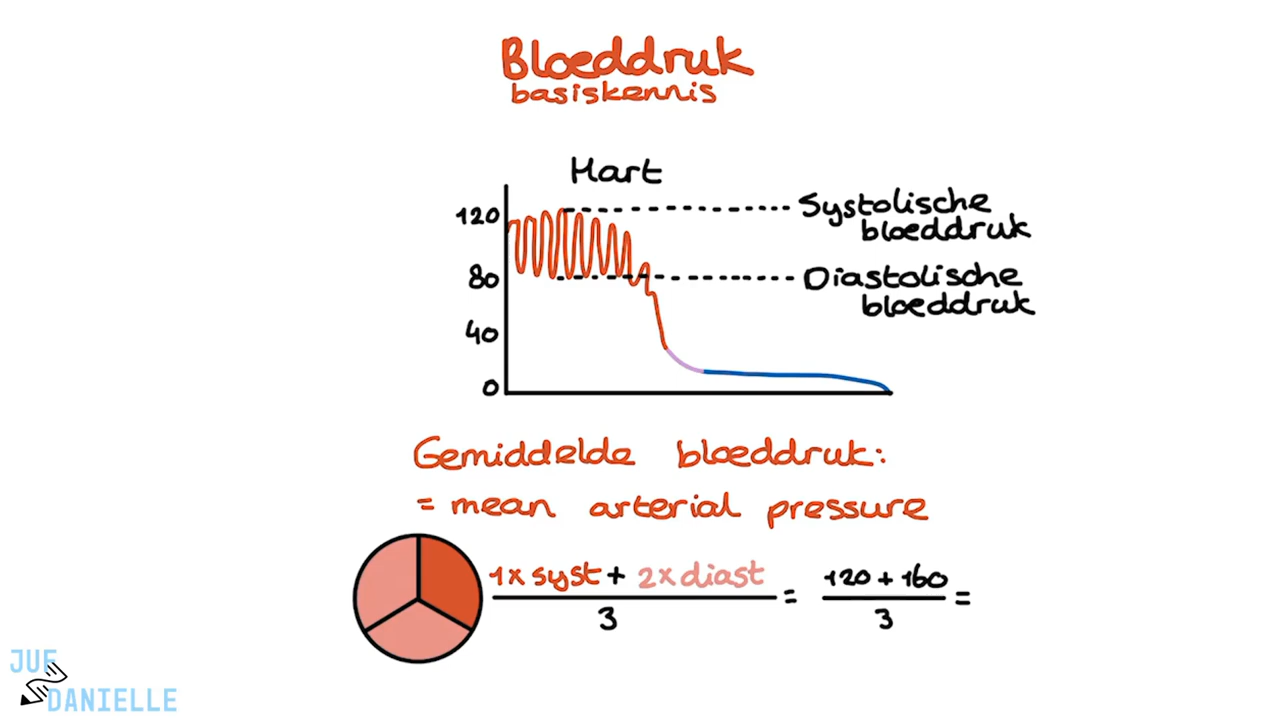 Bloeddruk
basiskennis
Hart
120
80
40
0
Systolische
bloeddruk
Diastolische
bloeddruk
Gemiddelde bloeddruk:
= mean arterial pressure
1x syst + 2x diast
3
=
120 + 160
3
=
JUF
DANIELLE